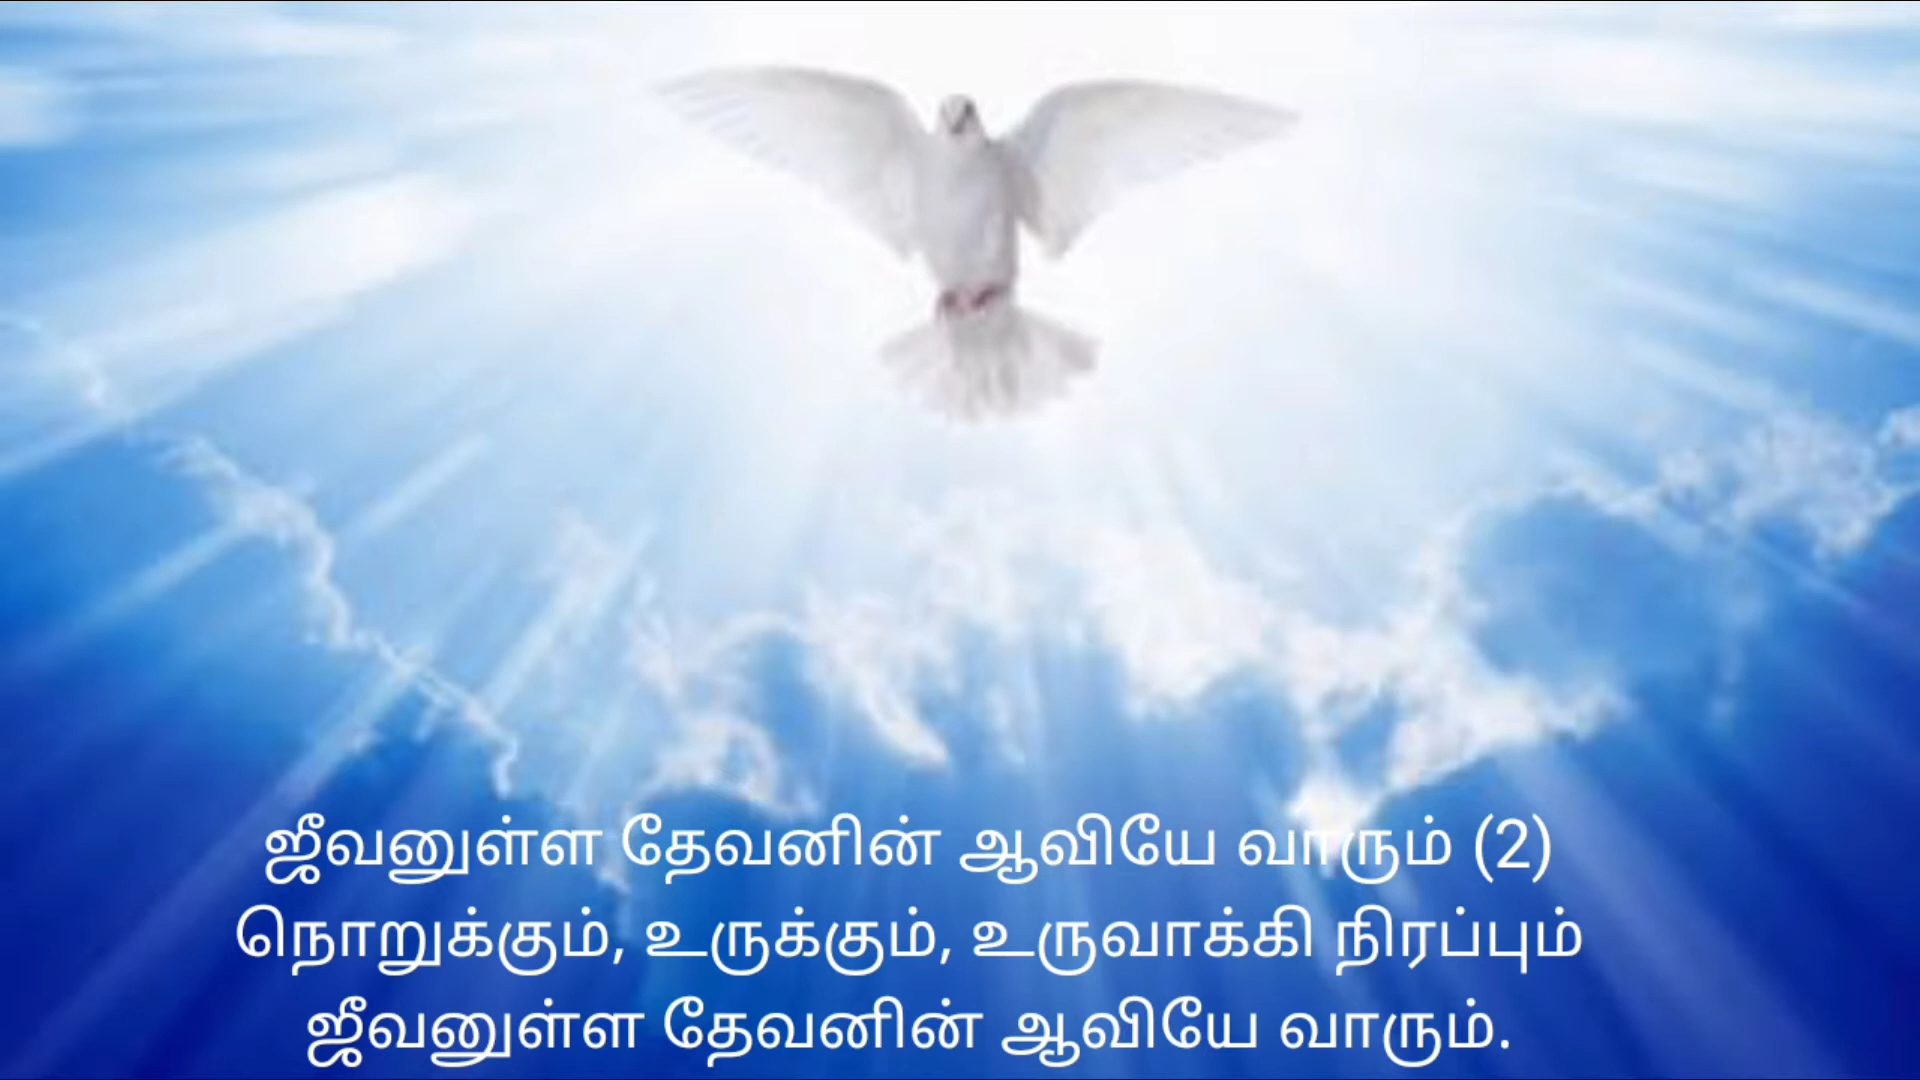 ஜீவனுள்ள தேவனின் ஆவியே வாரும் (2)
நொறுக்கும், உருக்கும், உருவாக்கி நிரப்பும்
ஜீவனுள்ள தேவனின் ஆவியே வாரும்.